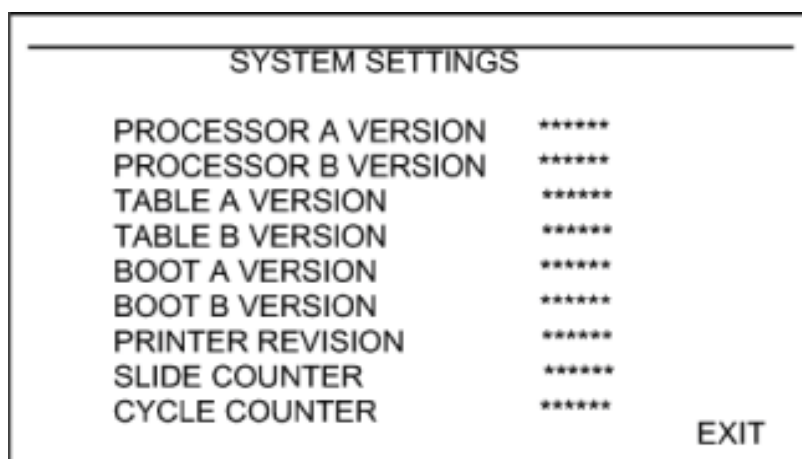 SYSTEM SETTINGS
PROCESSOR A VERSION ******
PROCESSOR B VERSION ******
TABLE A VERSION ******
TABLE B VERSION ******
BOOT A VERSION ******
BOOT B VERSION ******
PRINTER REVISION ******
SLIDE COUNTER ******
CYCLE COUNTER ******
EXIT